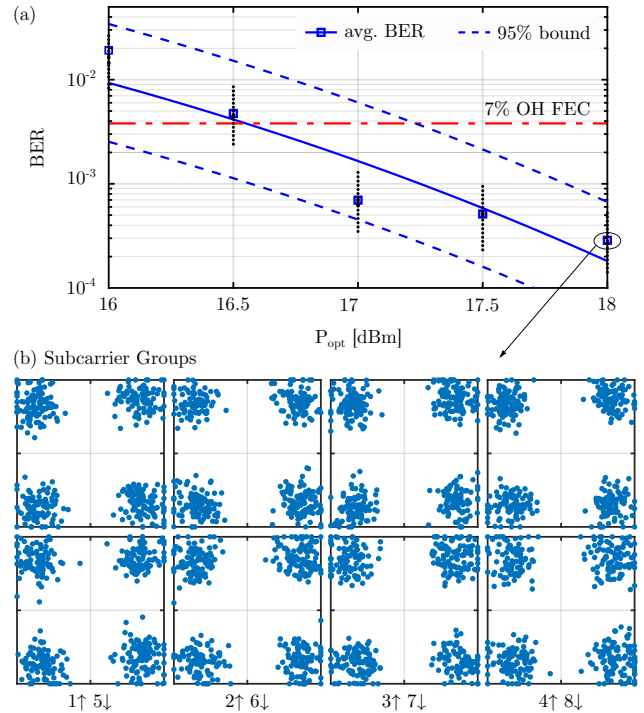 (a)
avg. BER
95% bound
7% OH FEC
10^-2
10^-3
10^-4
BER
16
16.5
17
17.5
18
P_opt [dBm]
(b) Subcarrier Groups
1↑ 5↓
2↑ 6↓
3↑ 7↓
4↑ 8↓